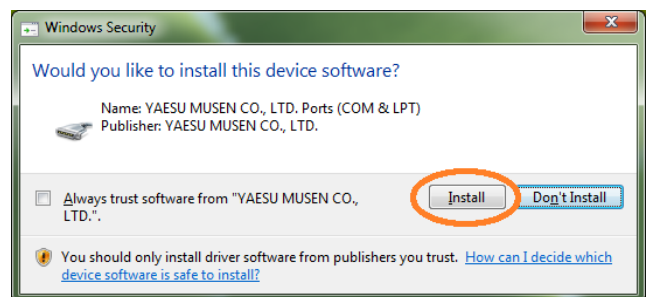 Windows Security
Would you like to install this device software?
Name: YAESU MUSEN CO., LTD. Ports (COM & LPT)
Publisher: YAESU MUSEN CO., LTD.
Always trust software from "YAESU MUSEN CO.,
LTD.".
Install
Don't Install
You should only install driver software from publishers you trust. How can I decide which
device software is safe to install?